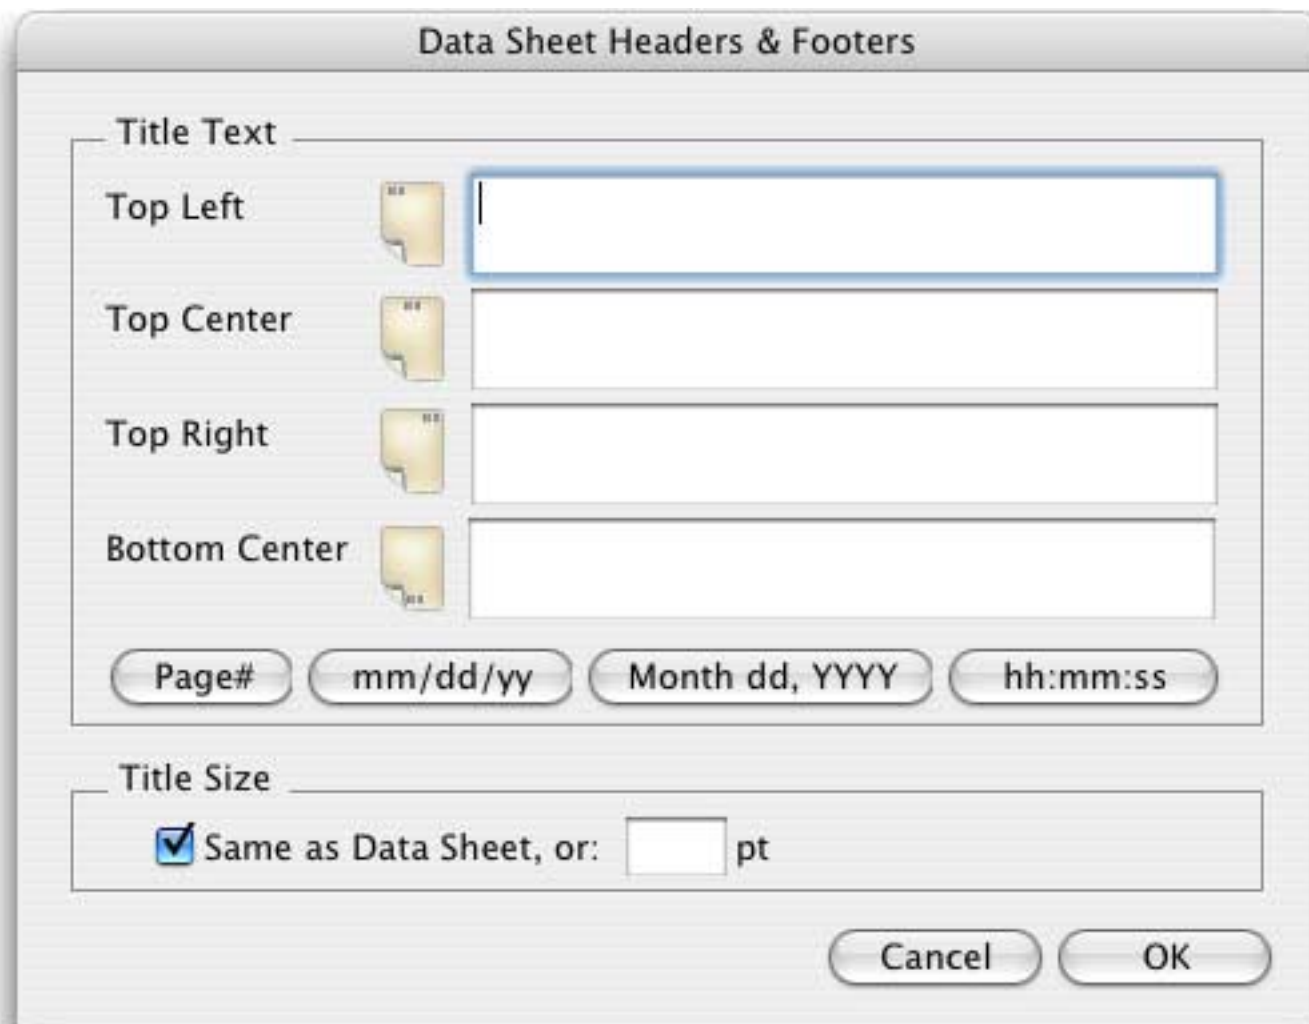 Data Sheet Headers & Footers
Title Text
Top Left
Top Center
Top Right
Bottom Center
Page# mm/dd/yy Month dd, YYYY hh:mm:ss
Title Size
Same as Data Sheet, or: pt
Cancel OK